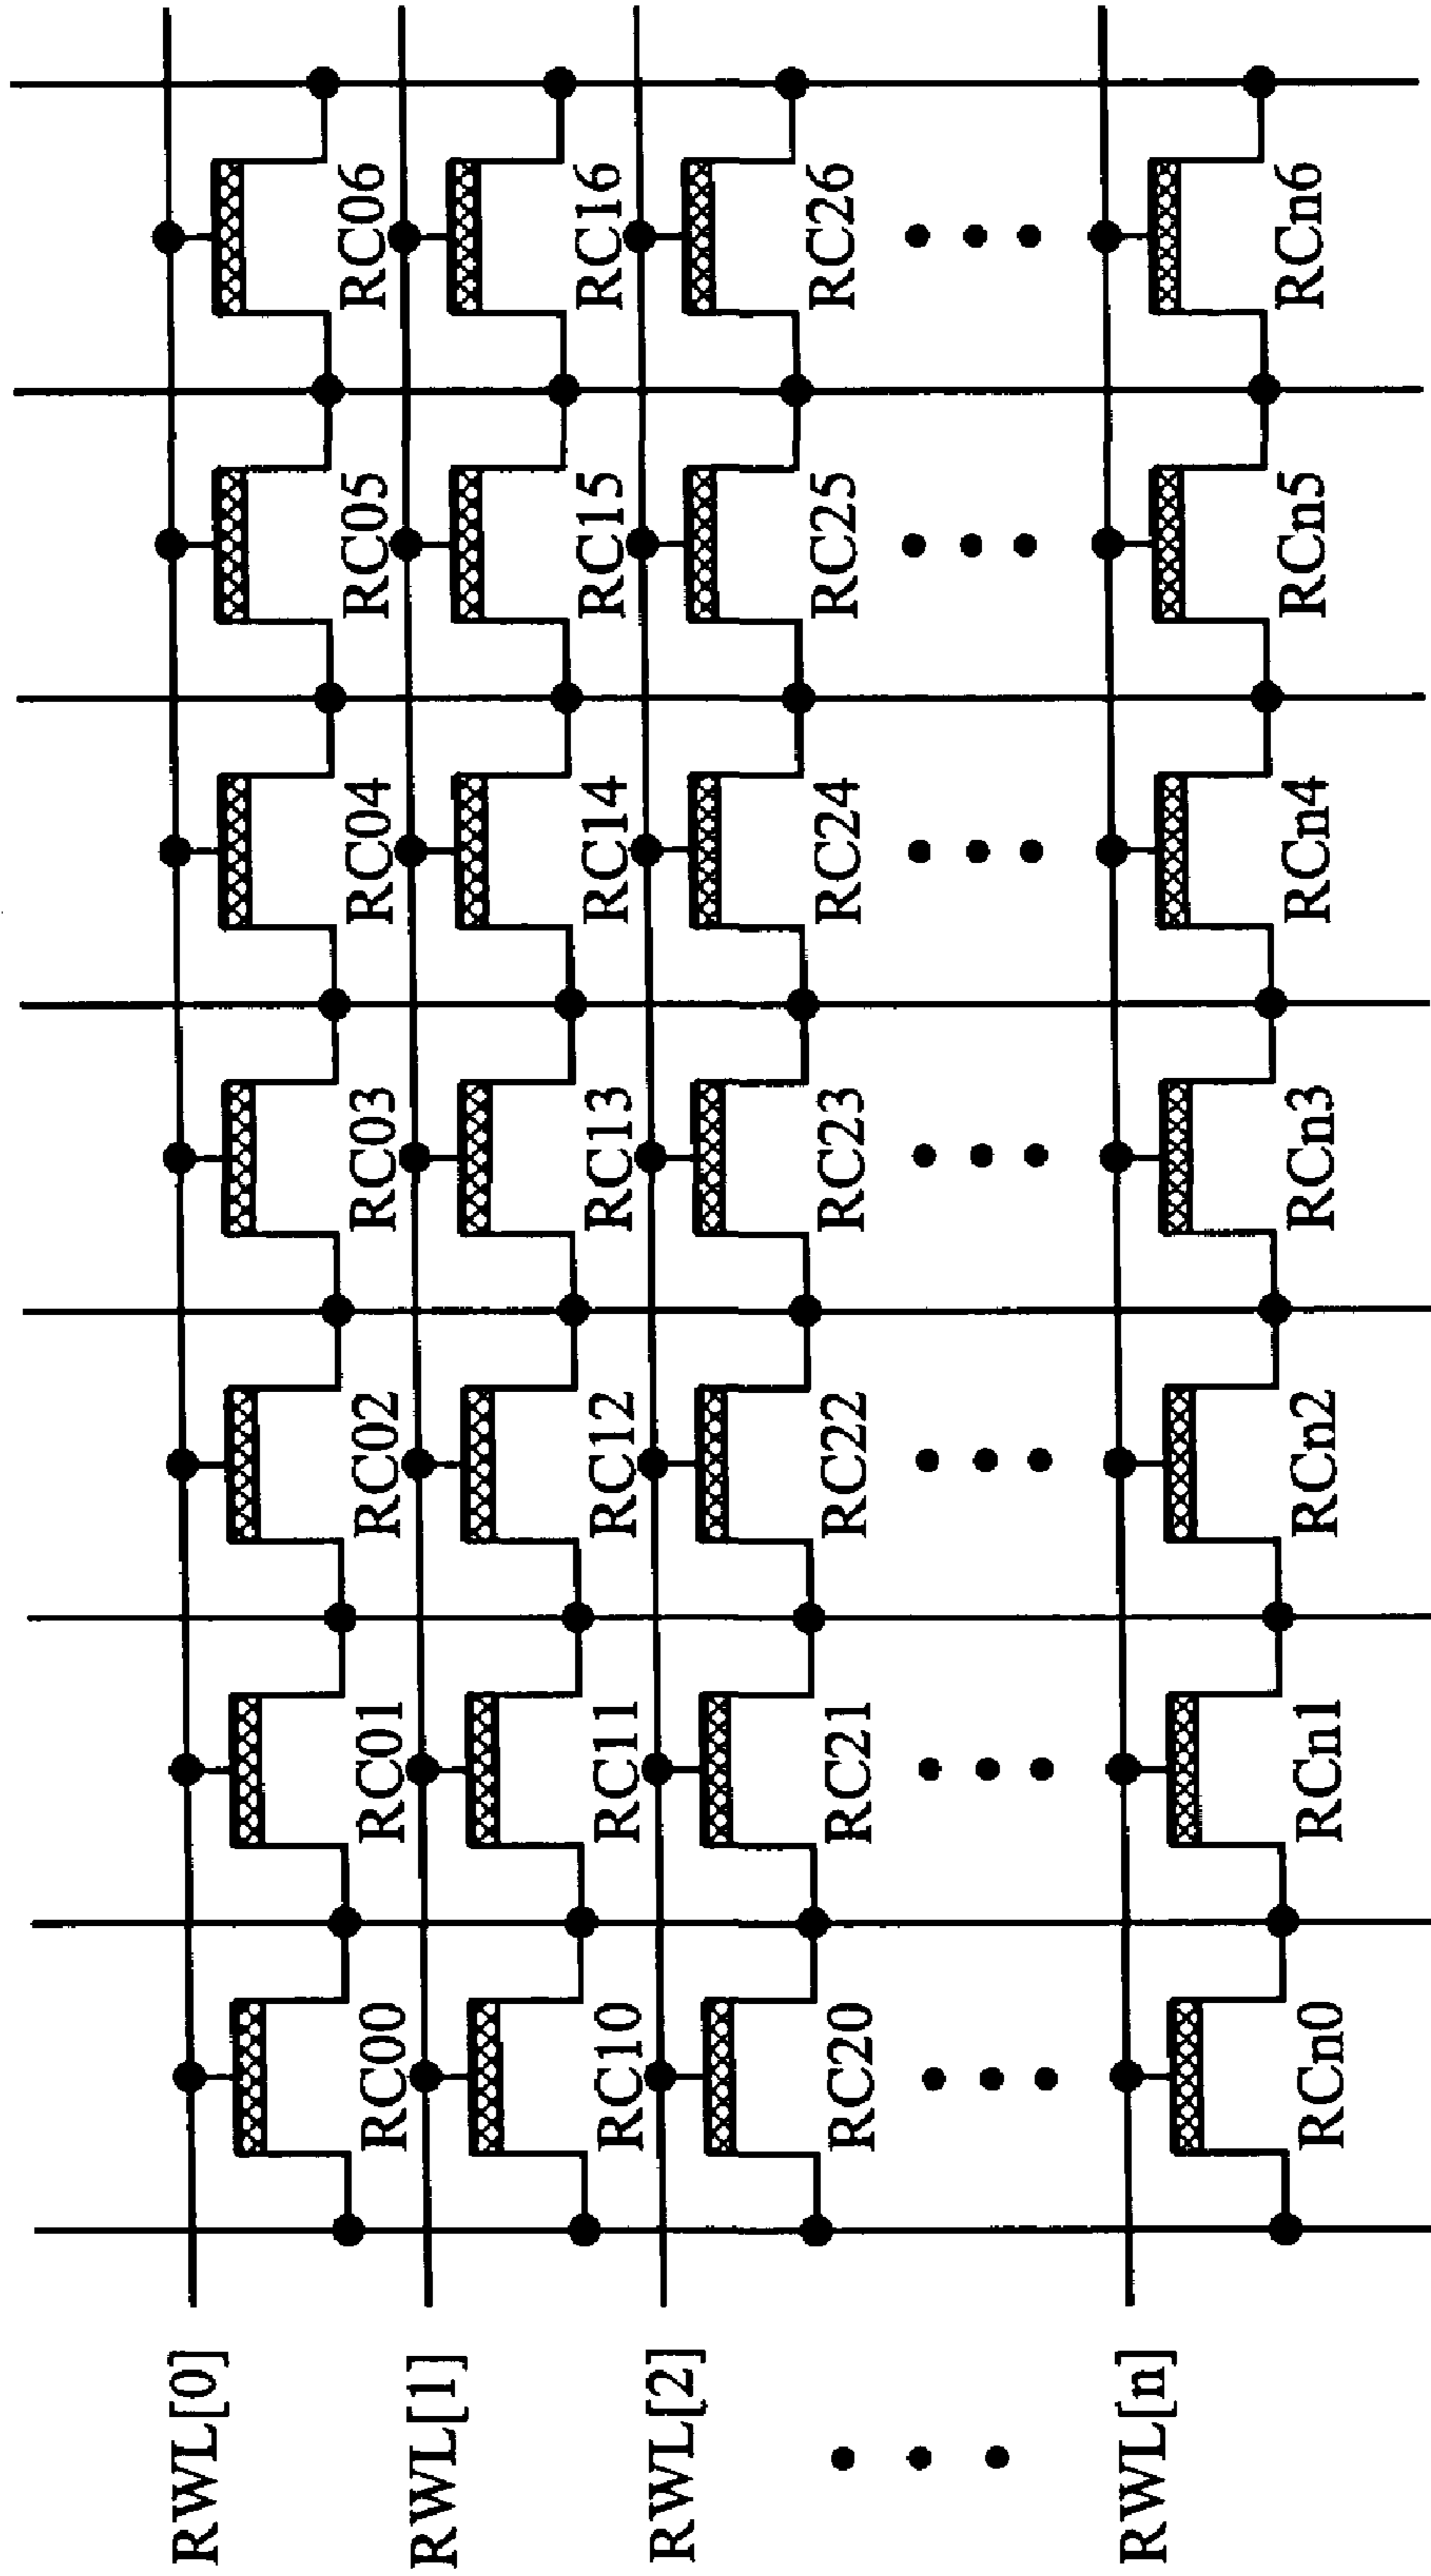 RWL[0]
RC00 RC01 RC02 RC03 RC04 RC05 RC06
RWL[1]
RC10 RC11 RC12 RC13 RC14 RC15 RC16
RWL[2]
RC20 RC21 RC22 RC23 RC24 RC25 RC26
RWL[n]
RCn0 RCn1 RCn2 RCn3 RCn4 RCn5 RCn6